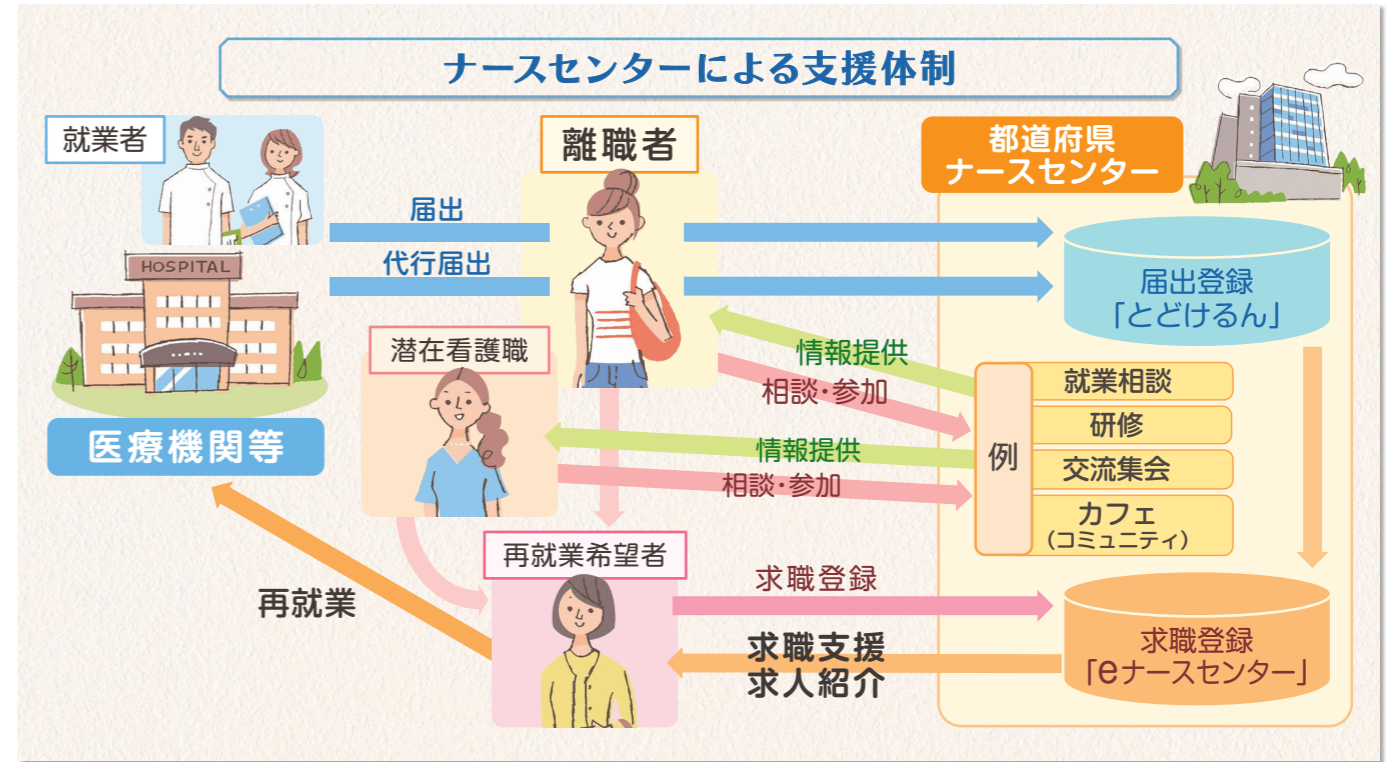 ナースセンターによる支援体制
就業者
離職者
都道府県
ナースセンター
届出
代行届出
HOSPITAL
届出登録
「とどけるん」
潜在看護職
情報提供
相談・参加
医療機関等
情報提供
相談・参加
例
就業相談
研修
交流集会
カフェ
（コミュニティ）
再就業希望者
再就業
求職登録
求職支援
求人紹介
求職登録
「eナースセンター」